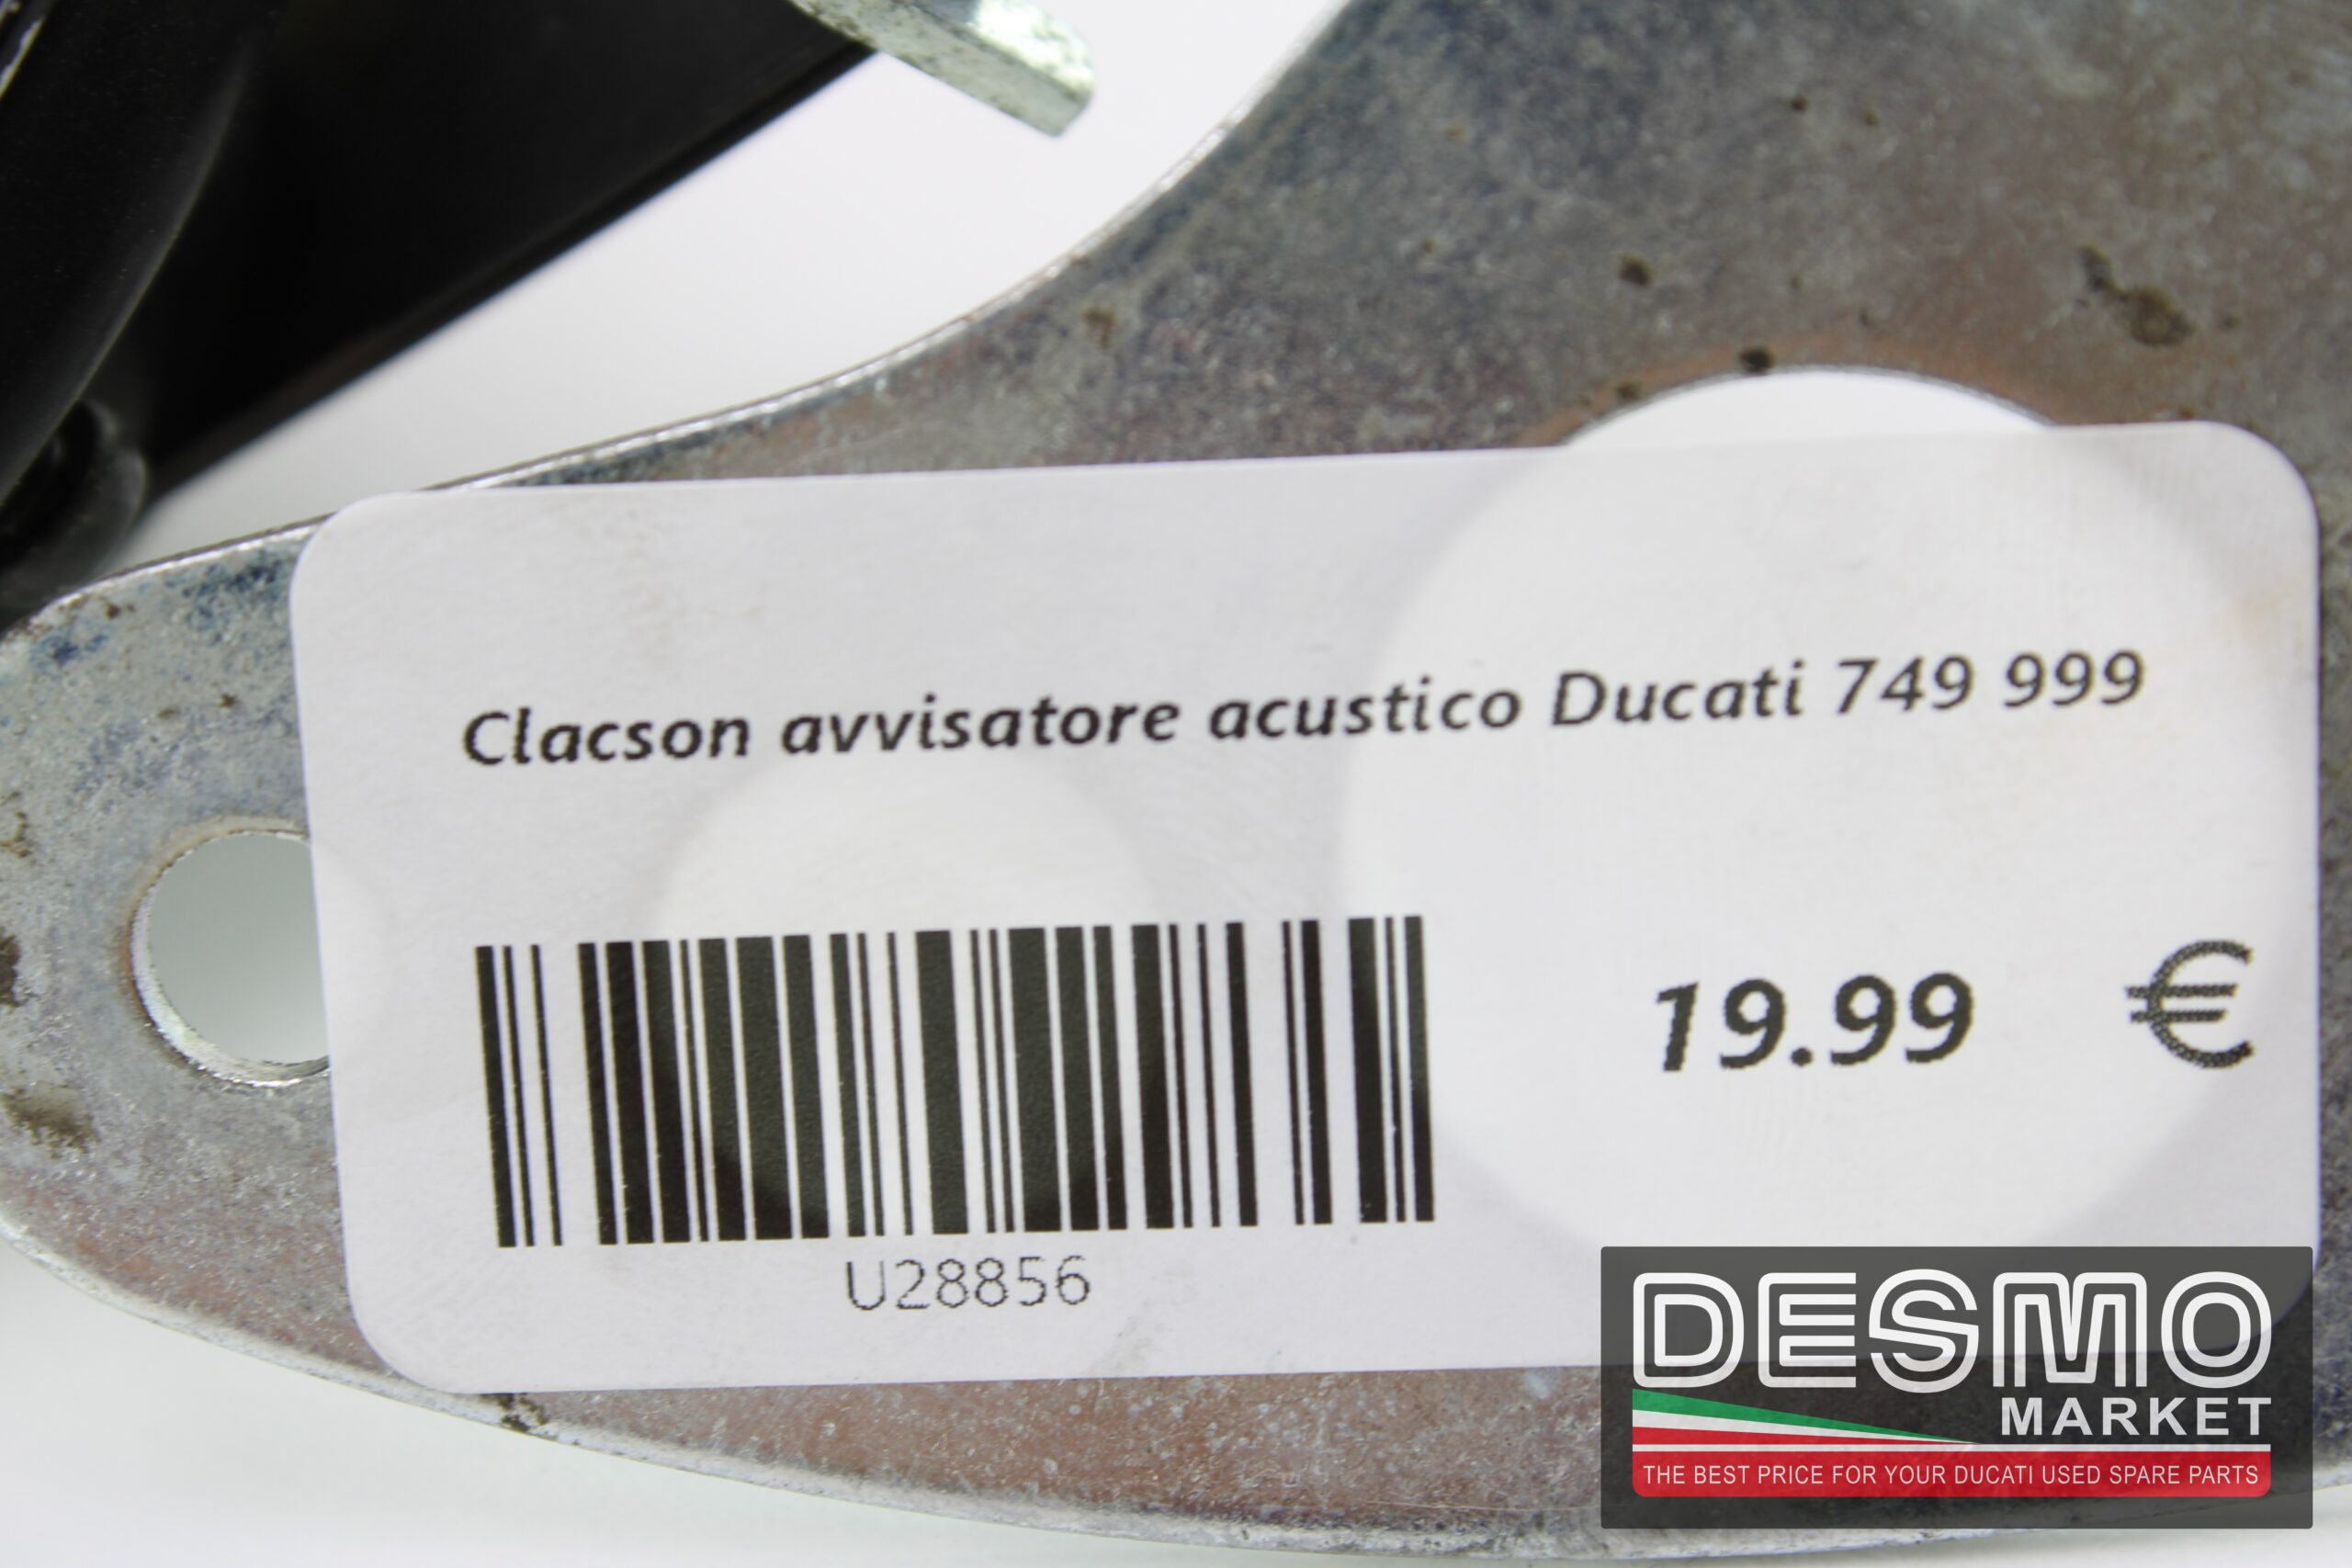 Clacson avvisatore acustico Ducati 749 999
19.99 €
U28856
DESMO
MARKET
THE BEST PRICE FOR YOUR DUCATI USED SPARE PARTS